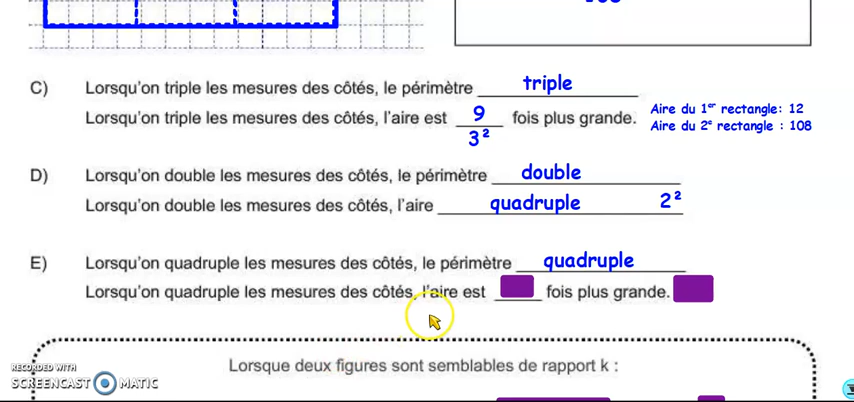 C) Lorsqu'on triple les mesures des côtés, le périmètre triple
Lorsqu'on triple les mesures des côtés, l'aire est 9 fois plus grande.
3²
Aire du 1er rectangle: 12
Aire du 2e rectangle : 108
D) Lorsqu'on double les mesures des côtés, le périmètre double
Lorsqu'on double les mesures des côtés, l'aire quadruple 2²
E) Lorsqu'on quadruple les mesures des côtés, le périmètre quadruple
Lorsqu'on quadruple les mesures des côtés, l'aire est fois plus grande.
Lorsque deux figures sont semblables de rapport k :
RECORDED WITH
SCREENCAST MATIC